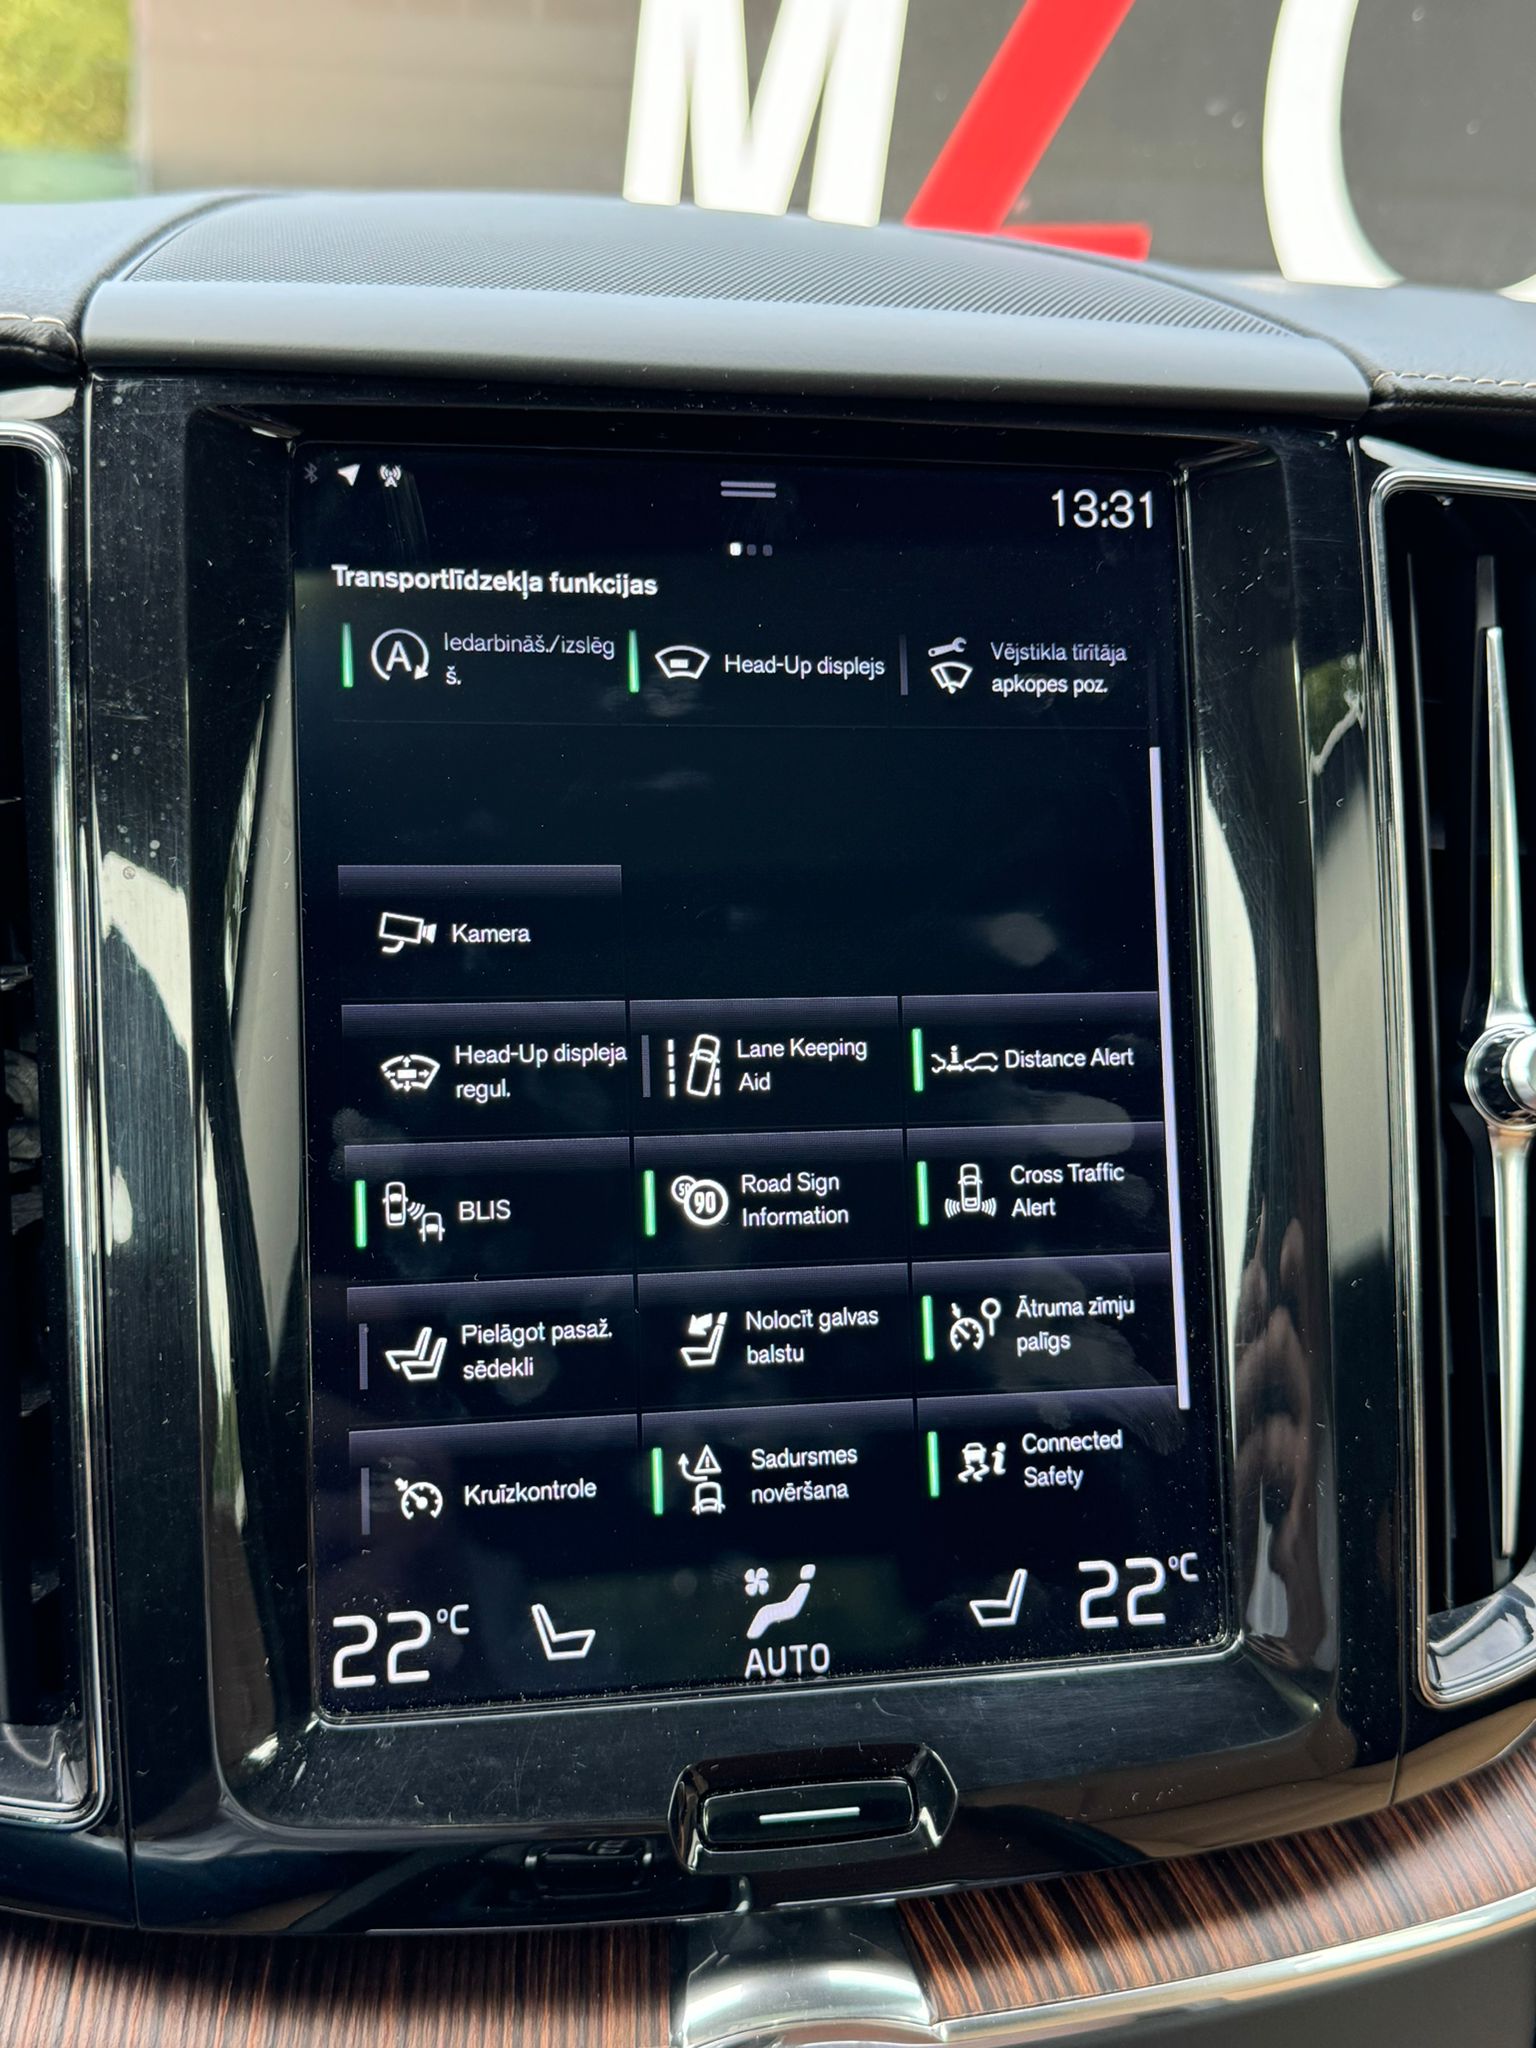 MZC
13:31
Transportlīdzekļa funkcijas
A
Iedarbināš./izslēg
š.
Head-Up displejs
Vējstikla tīrītāja
apkopes poz.
Kamera
Head-Up displeja
regul.
Lane Keeping
Aid
Distance Alert
BLIS
50
90
Road Sign
Information
Cross Traffic
Alert
Pielāgot pasaž.
sēdekli
Nolocīt galvas
balstu
Ātruma zīmju
palīgs
Kruīzkontrole
Sadursmes
novēršana
Connected
Safety
22°C
AUTO
22°C